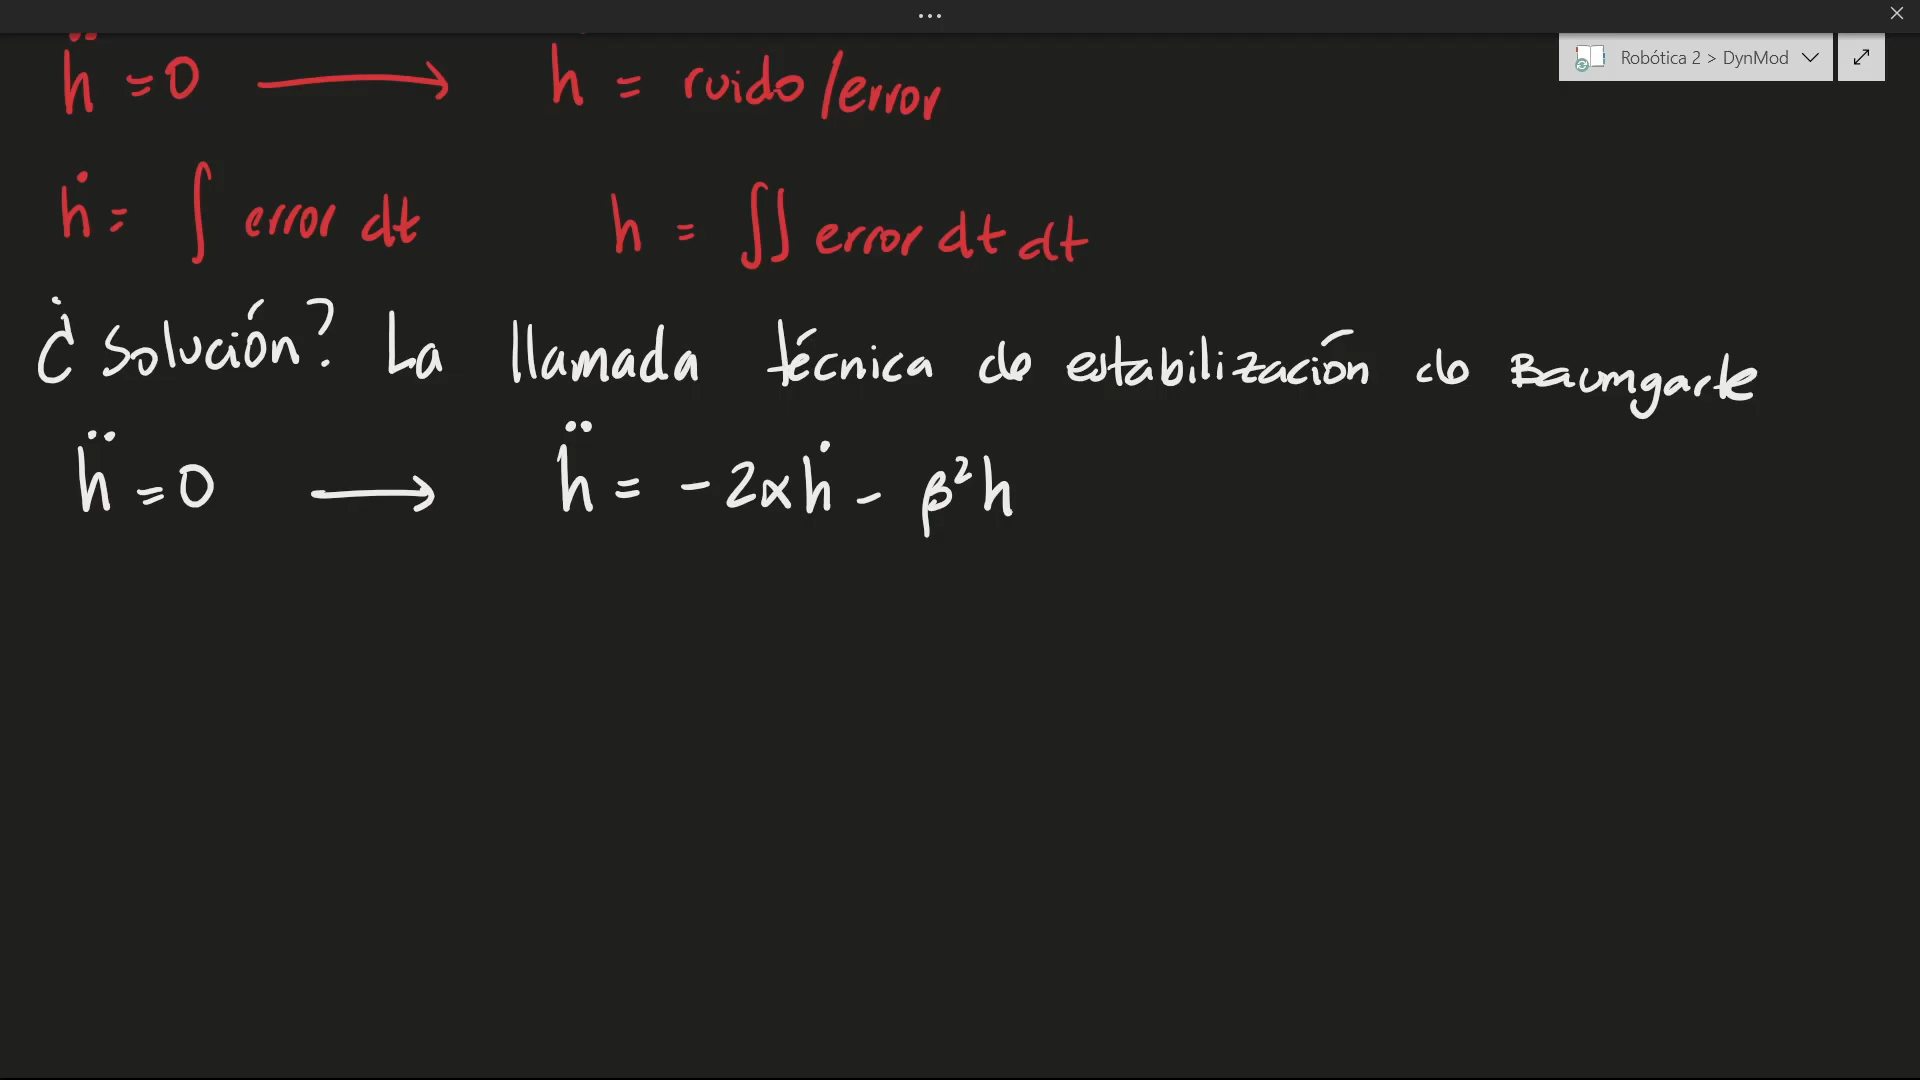 ...
Robótica 2 > DynMod
ḧ = 0 ⟶ ḧ = ruido/error
ḣ = ∫ error dt h = ∬ error dt dt
¿Solución? La llamada técnica de estabilización de Baumgarte
ḧ = 0 ⟶ ḧ = -2αḣ - β²h